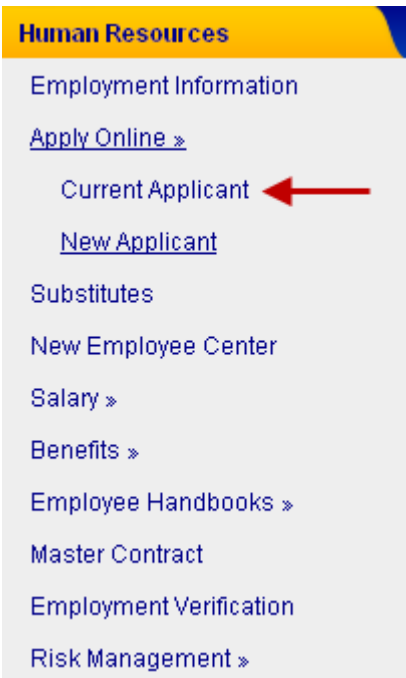 Human Resources
Employment Information
Apply Online »
Current Applicant
New Applicant
Substitutes
New Employee Center
Salary »
Benefits »
Employee Handbooks »
Master Contract
Employment Verification
Risk Management »